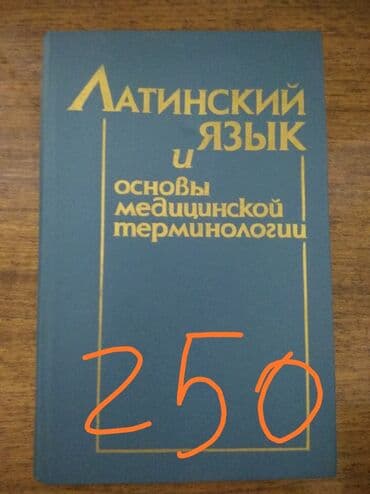 Латинский
язык
и
основы
медицинской
терминологии
250